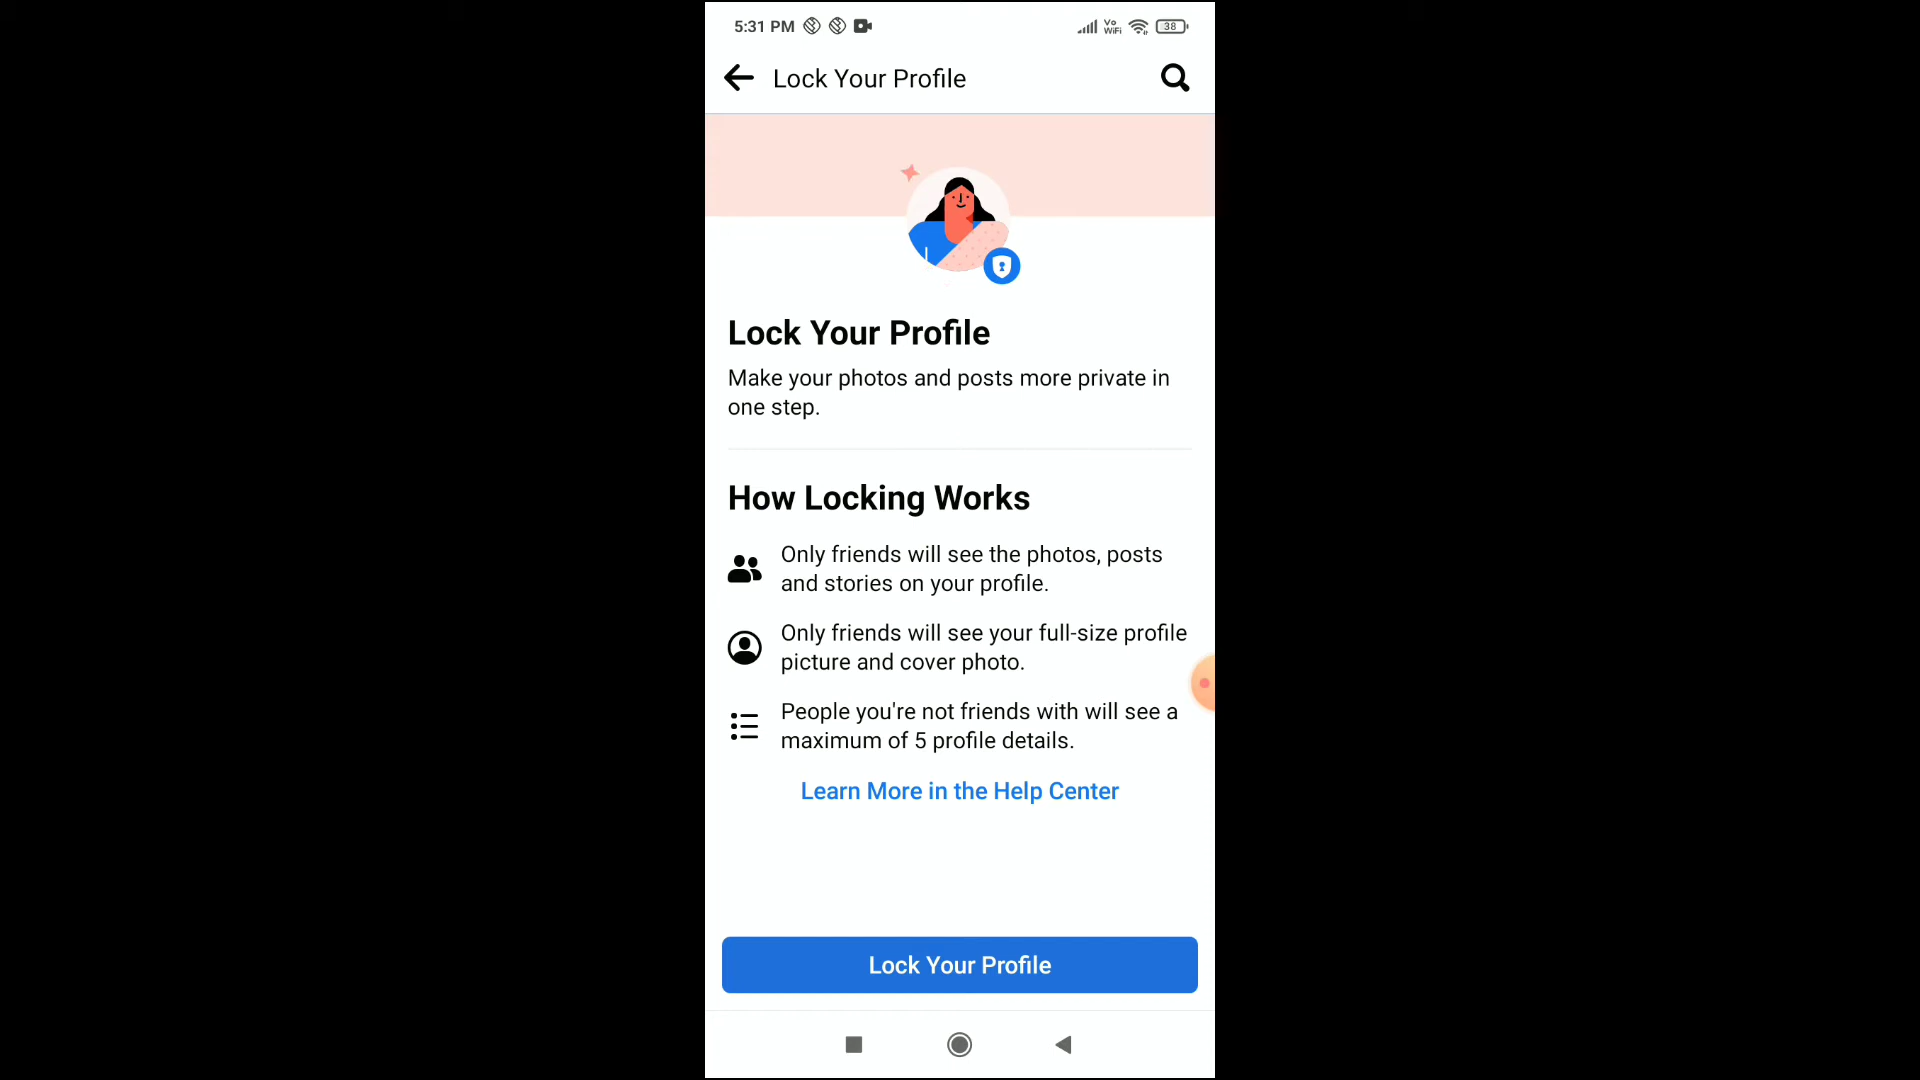 5:31 PM
Vo
WiFi
38
Lock Your Profile
Lock Your Profile
Make your photos and posts more private in
one step.
How Locking Works
Only friends will see the photos, posts
and stories on your profile.
Only friends will see your full-size profile
picture and cover photo.
People you're not friends with will see a
maximum of 5 profile details.
Learn More in the Help Center
Lock Your Profile